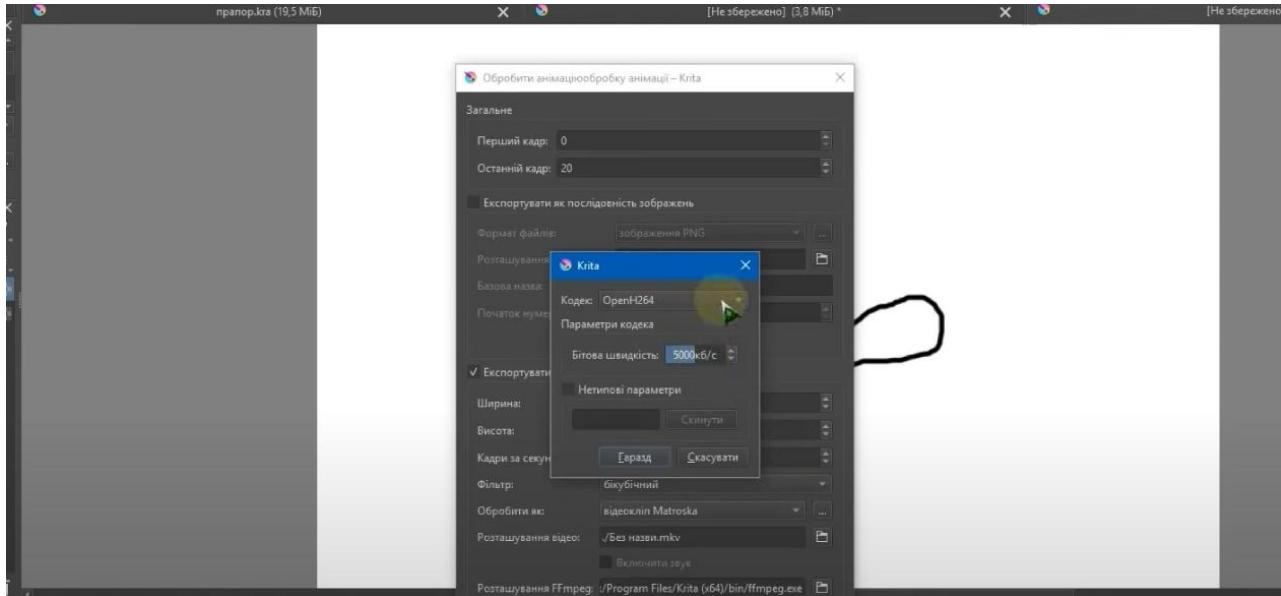 прапор.kra (19,5 МіБ)
[Не збережено] (3,8 МіБ) *
[Не збережено
Обробити анімаціюобробку анімації – Krita
Загальне
Перший кадр: 0
Останній кадр: 20
Експортувати як послідовність зображень
Формат файлів: зображення PNG
Розташування
Базова назва:
Початок нумер
Krita
Кодек: OpenH264
Параметри кодека
Бітова швидкість: 5000кб/с
Нетипові параметри
Скинути
Гаразд Скасувати
Експортувати
Ширина:
Висота:
Кадри за секун
Фільтр: бікубічний
Обробити як: відеокліп Matroska
Розташування відео: ./Без назви.mkv
Включити звук
Розташування FFmpeg: :/Program Files/Krita (x64)/bin/ffmpeg.exe